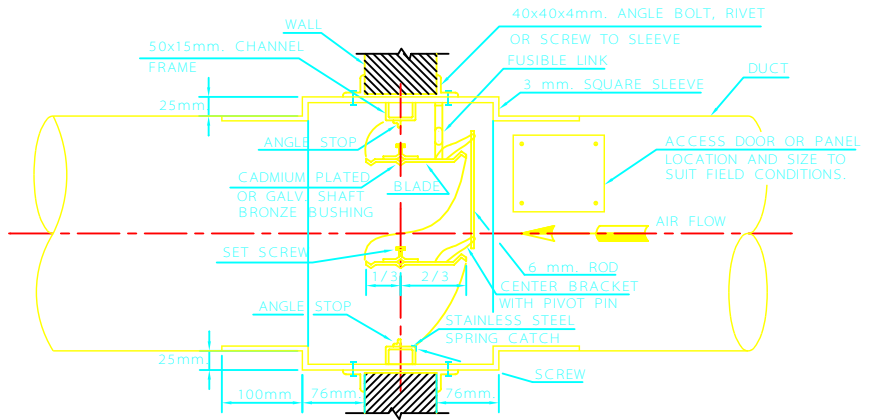 WALL
40x40x4mm. ANGLE BOLT, RIVET
OR SCREW TO SLEEVE
50x15mm. CHANNEL
FRAME
FUSIBLE LINK
DUCT
3 mm. SQUARE SLEEVE
25mm.
ANGLE STOP
ACCESS DOOR OR PANEL
LOCATION AND SIZE TO
SUIT FIELD CONDITIONS.
CADMIUM PLATED
OR GALV. SHAFT
BRONZE BUSHING
BLADE
AIR FLOW
SET SCREW
6 mm. ROD
1/3
2/3
CENTER BRACKET
WITH PIVOT PIN
ANGLE STOP
STAINLESS STEEL
SPRING CATCH
25mm.
SCREW
100mm.
76mm.
76mm.